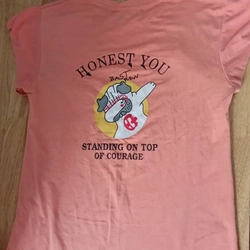 HONEST YOU
STANDING ON TOP
OF COURAGE